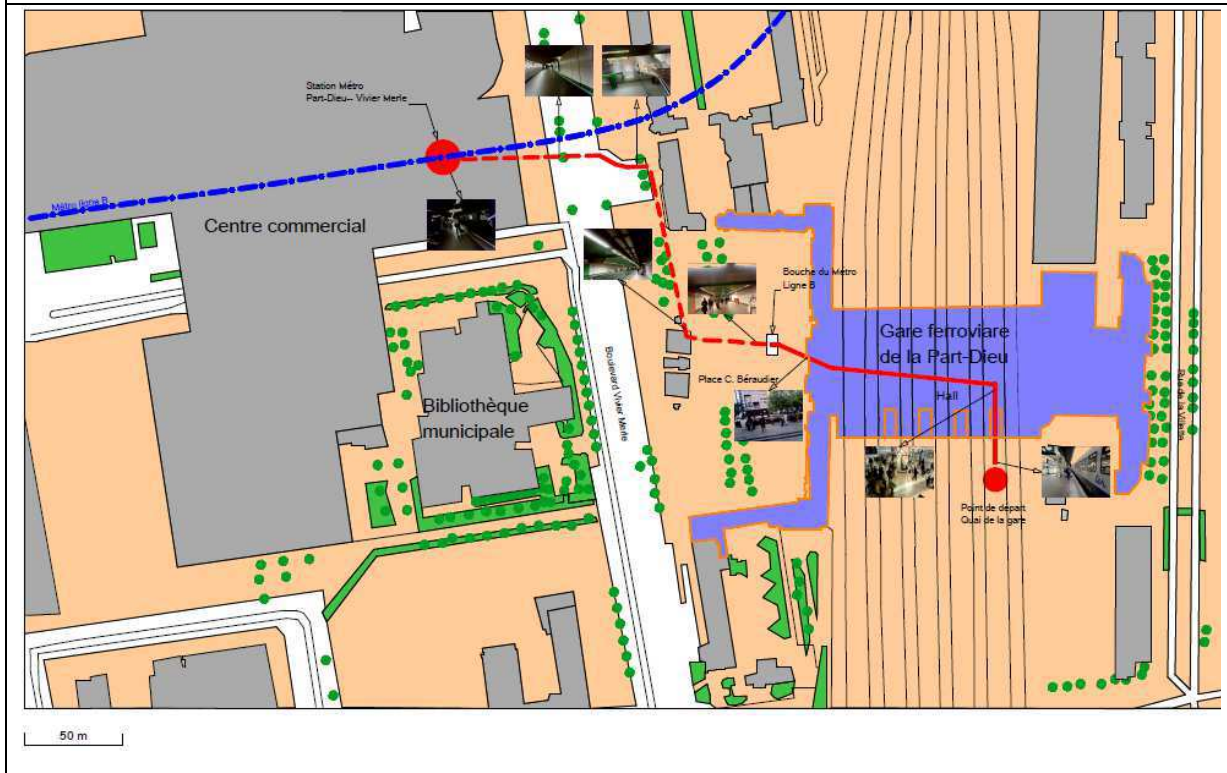 Station Métro
Part-Dieu-- Vivier Merle
Métro ligne B
Centre commercial
Bouche du Métro
Ligne B
Gare ferroviare
de la Part-Dieu
Place C. Béraudier
Hall
Boulevard Vivier Merle
Rue de la Villette
Bibliothèque
municipale
Point de départ
Quai de la gare
50 m